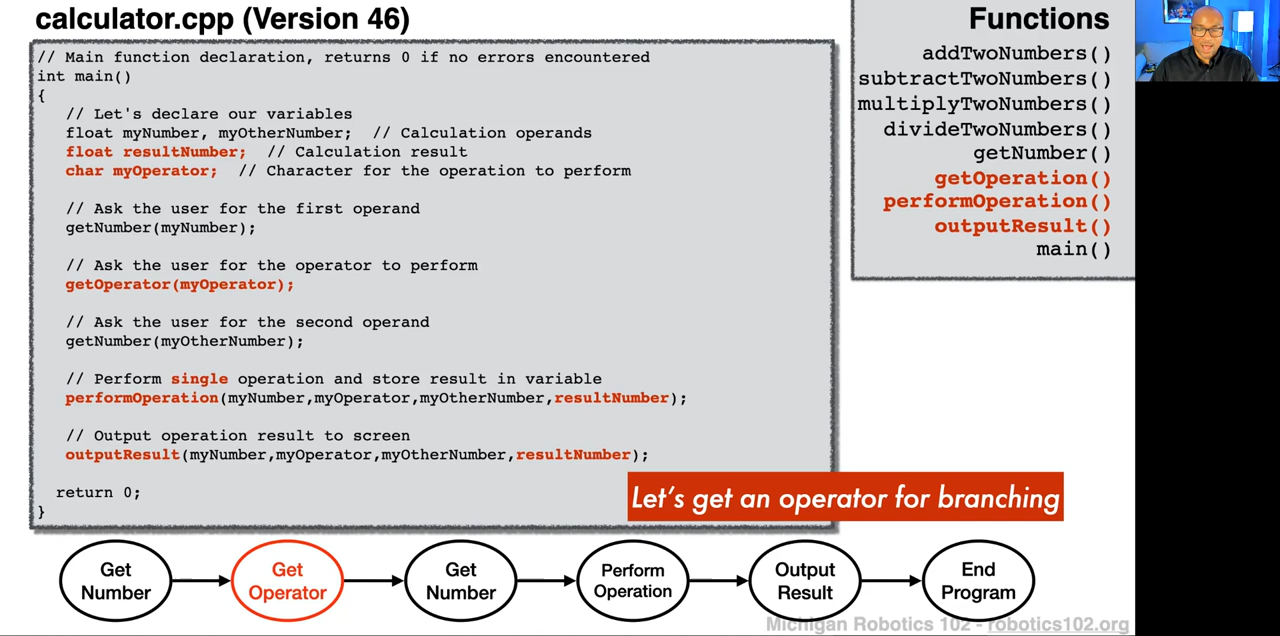 calculator.cpp (Version 46)
// Main function declaration, returns 0 if no errors encountered
int main()
{
// Let's declare our variables
float myNumber, myOtherNumber;  // Calculation operands
float resultNumber;  // Calculation result
char myOperator;  // Character for the operation to perform
// Ask the user for the first operand
getNumber(myNumber);
// Ask the user for the operator to perform
getOperator(myOperator);
// Ask the user for the second operand
getNumber(myOtherNumber);
// Perform single operation and store result in variable
performOperation(myNumber,myOperator,myOtherNumber,resultNumber);
// Output operation result to screen
outputResult(myNumber,myOperator,myOtherNumber,resultNumber);
return 0;
}
Functions
addTwoNumbers()
subtractTwoNumbers()
multiplyTwoNumbers()
divideTwoNumbers()
getNumber()
getOperation()
performOperation()
outputResult()
main()
Let's get an operator for branching
Get
Number
Get
Operator
Get
Number
Perform
Operation
Output
Result
End
Program
Michigan Robotics 102 - robotics102.org